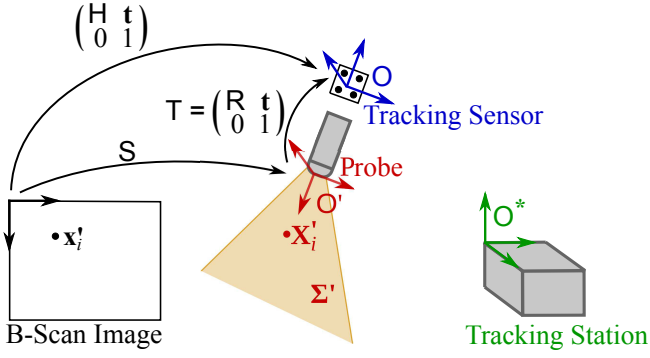 (H t
0 1)
O
T = (R t
0 1)
Tracking Sensor
S
Probe
O'
x'ᵢ
X'ᵢ
O*
Σ'
B-Scan Image
Tracking Station